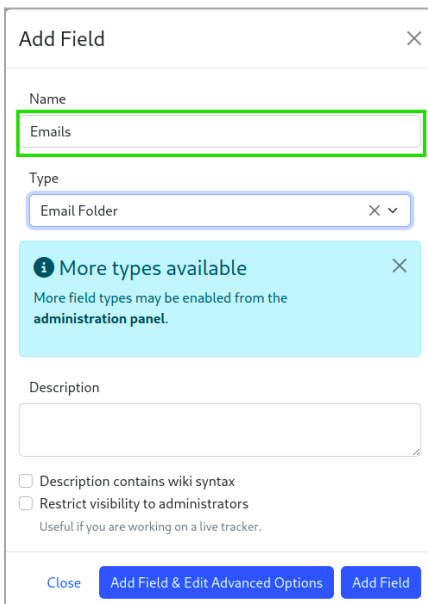 Add Field
Name
Emails
Type
Email Folder
More types available
More field types may be enabled from the
administration panel.
Description
Description contains wiki syntax
Restrict visibility to administrators
Useful if you are working on a live tracker.
Close Add Field & Edit Advanced Options Add Field